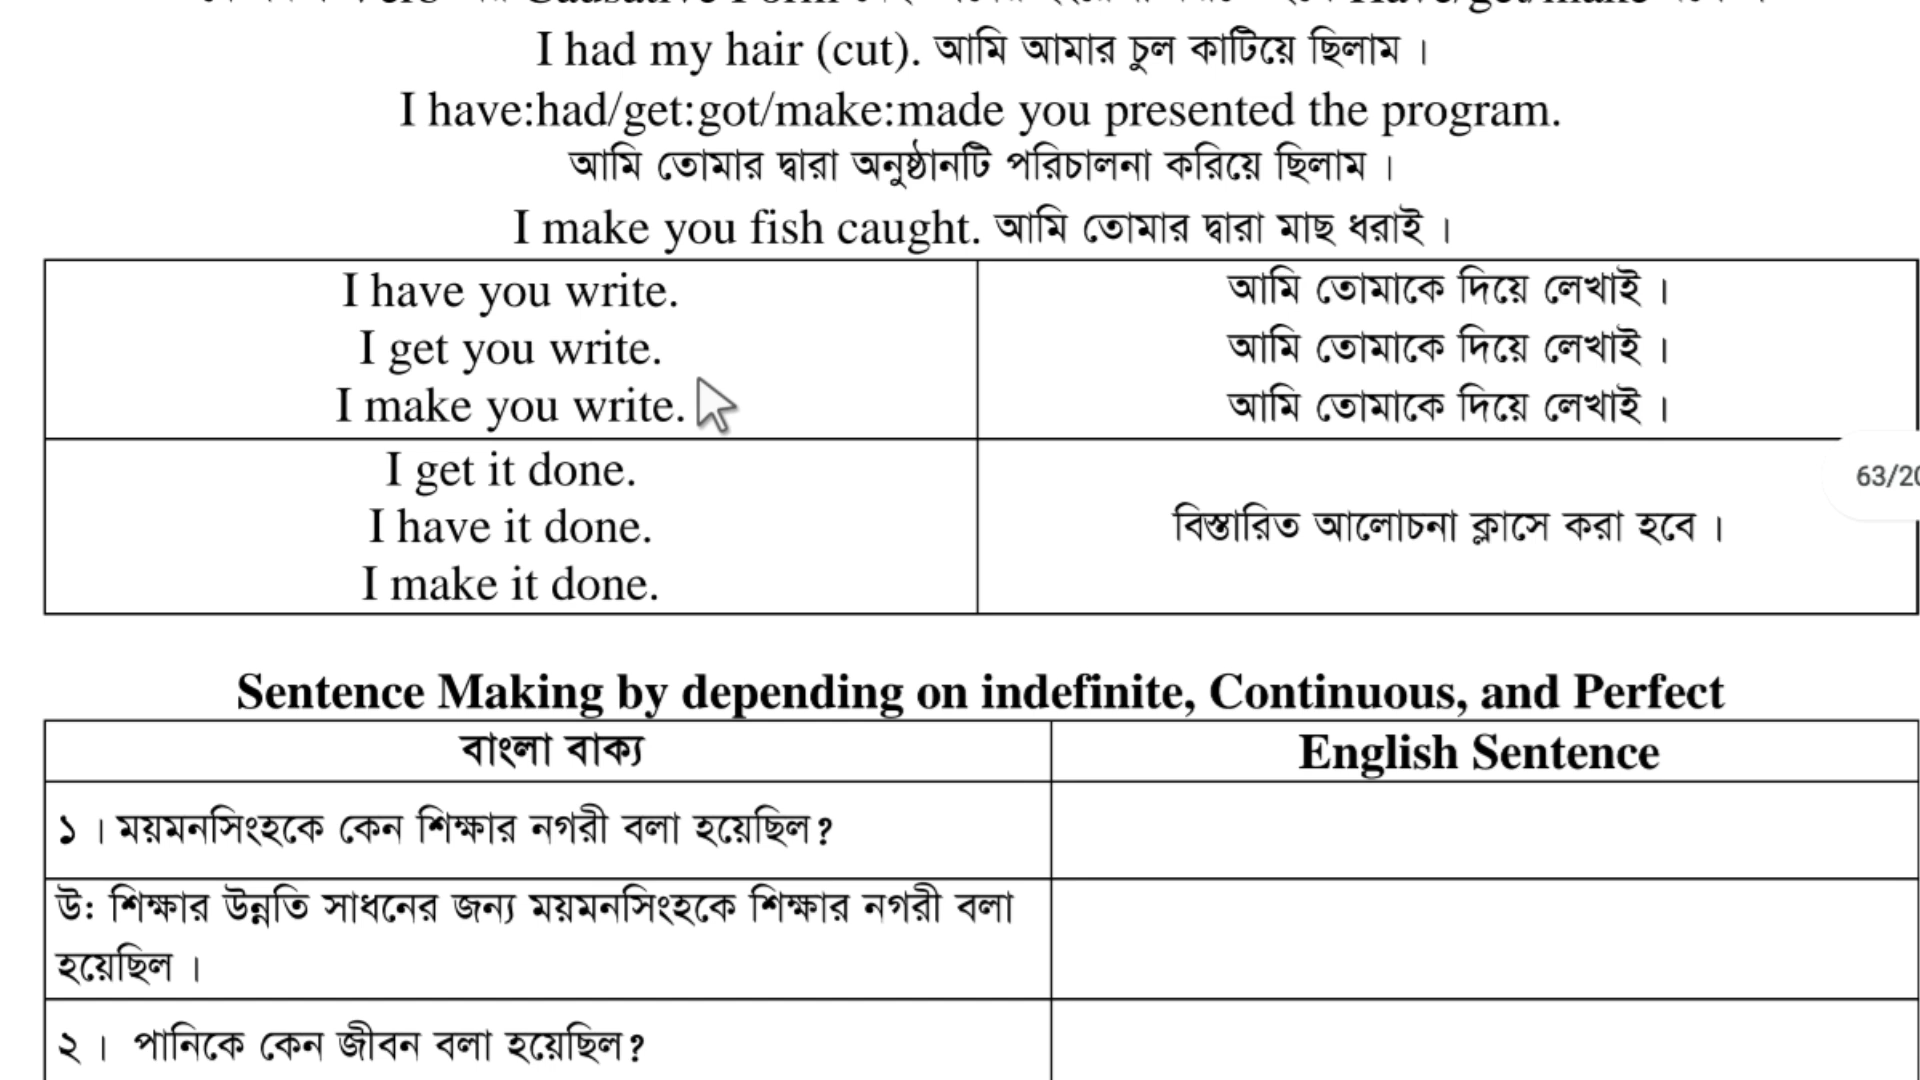 I had my hair (cut). আমি আমার চুল কাটিয়ে ছিলাম ।
I have:had/get:got/make:made you presented the program.
আমি তোমার দ্বারা অনুষ্ঠানটি পরিচালনা করিয়ে ছিলাম ।
I make you fish caught. আমি তোমার দ্বারা মাছ ধরাই ।
I have you write.
I get you write.
I make you write.
আমি তোমাকে দিয়ে লেখাই ।
আমি তোমাকে দিয়ে লেখাই ।
আমি তোমাকে দিয়ে লেখাই ।
I get it done.
I have it done.
I make it done.
বিস্তারিত আলোচনা ক্লাসে করা হবে ।
63/20
Sentence Making by depending on indefinite, Continuous, and Perfect
বাংলা বাক্য
English Sentence
১ । ময়মনসিংহকে কেন শিক্ষার নগরী বলা হয়েছিল?
উঃ শিক্ষার উন্নতি সাধনের জন্য ময়মনসিংহকে শিক্ষার নগরী বলা
হয়েছিল ।
২ । পানিকে কেন জীবন বলা হয়েছিল?